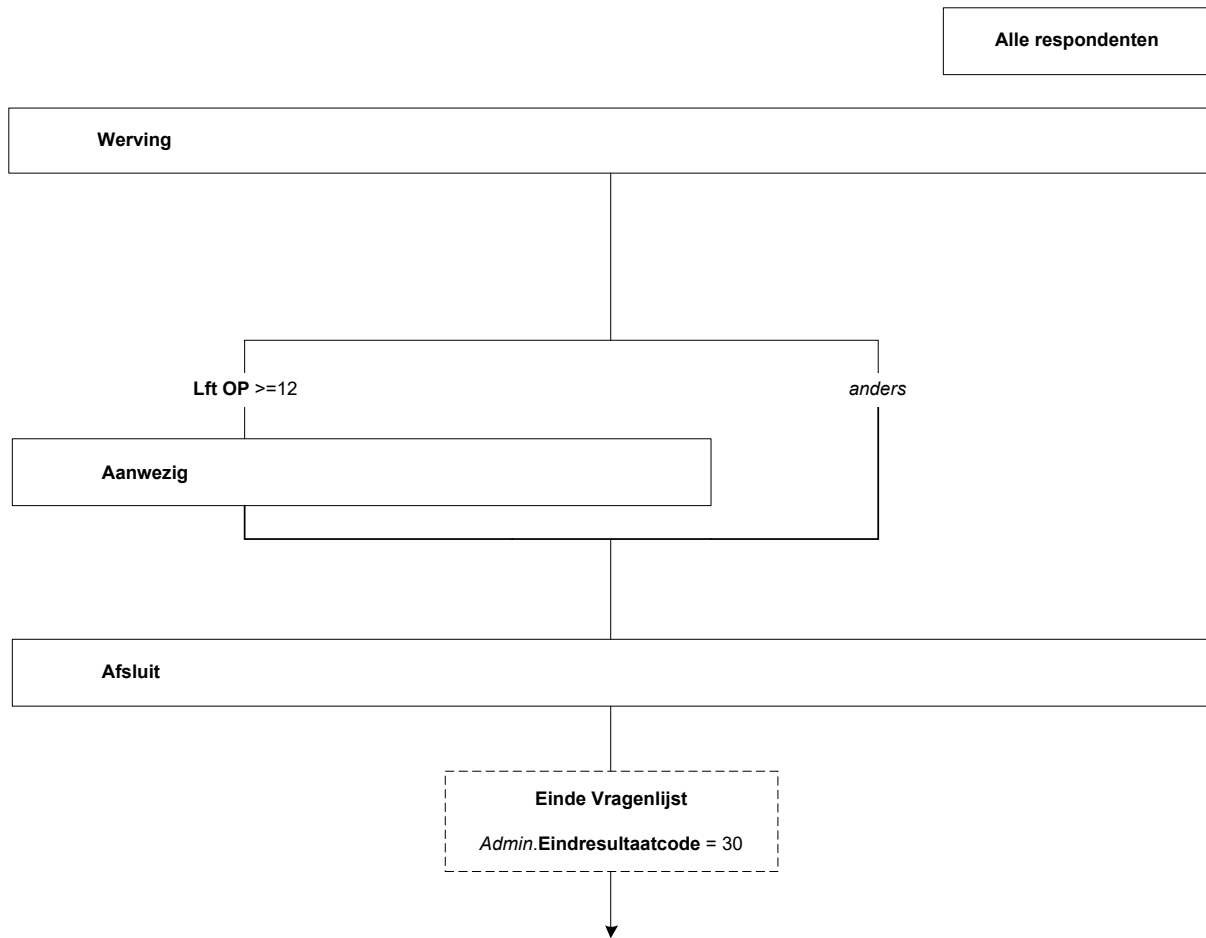 Alle respondenten
Werving
Lft OP >=12
anders
Aanwezig
Afsluit
Einde Vragenlijst
Admin.Eindresultaatcode = 30